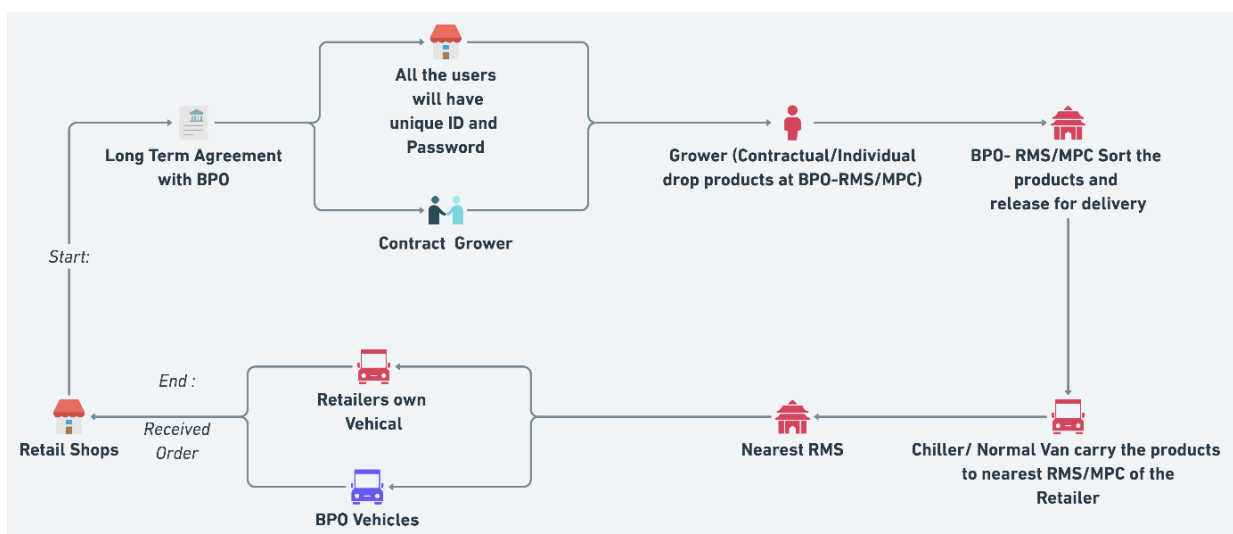 All the users
will have
unique ID and
Password
Long Term Agreement
with BPO
Grower (Contractual/Individual
drop products at BPO-RMS/MPC)
BPO- RMS/MPC Sort the
products and
release for delivery
Contract Grower
Start:
End :
Retailers own
Vehical
Received
Order
Retail Shops
Nearest RMS
Chiller/ Normal Van carry the products
to nearest RMS/MPC of the
Retailer
BPO Vehicles